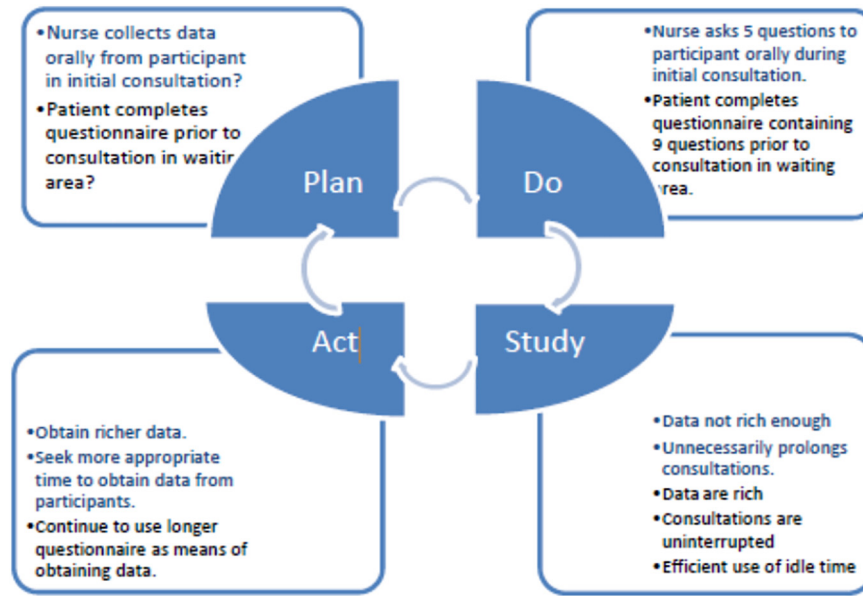 •Nurse collects data
orally from participant
in initial consultation?
•Patient completes
questionnaire prior to
consultation in
area?
Plan
•Nurse asks 5 questions to
participant orally during
initial consultation.
•Patient completes
questionnaire containing
9 questions prior to
consultation in waiting
Do
Act
•Obtain richer data.
•Seek more appropriate
time to obtain data from
participants.
•Continue to use longer
questionnaire as means of
obtaining data.
Study
•Data not rich enough
•Unnecessarily prolongs
consultations.
•Data are rich
•Consultations are
uninterrupted
•Efficient use of idle time